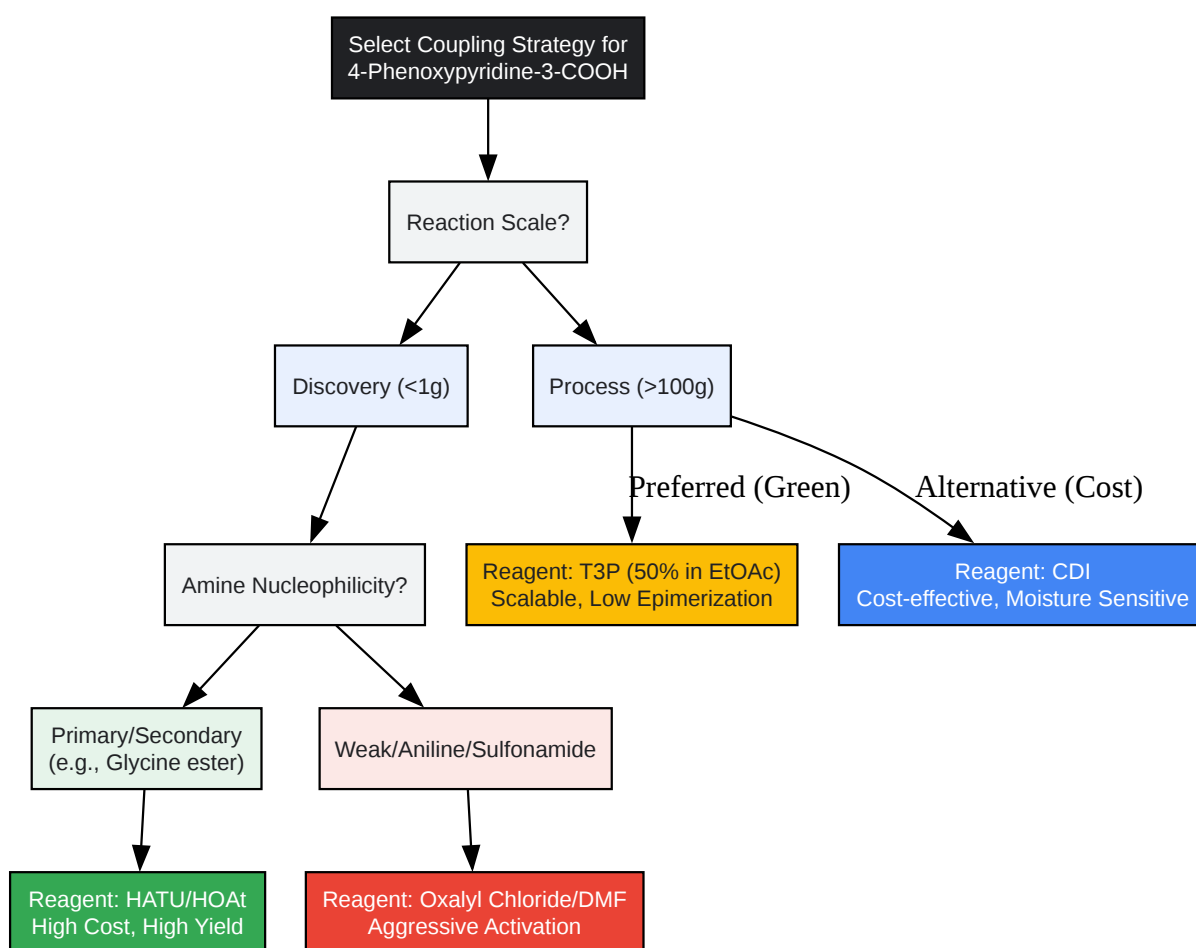 Select Coupling Strategy for
4-Phenoxypyridine-3-COOH
Reaction Scale?
Discovery (<1g)
Process (>100g)
Preferred (Green)
Alternative (Cost)
Amine Nucleophilicity?
Reagent: T3P (50% in EtOAc)
Scalable, Low Epimerization
Reagent: CDI
Cost-effective, Moisture Sensitive
Primary/Secondary
(e.g., Glycine ester)
Weak/Aniline/Sulfonamide
Reagent: HATU/HOAt
High Cost, High Yield
Reagent: Oxalyl Chloride/DMF
Aggressive Activation